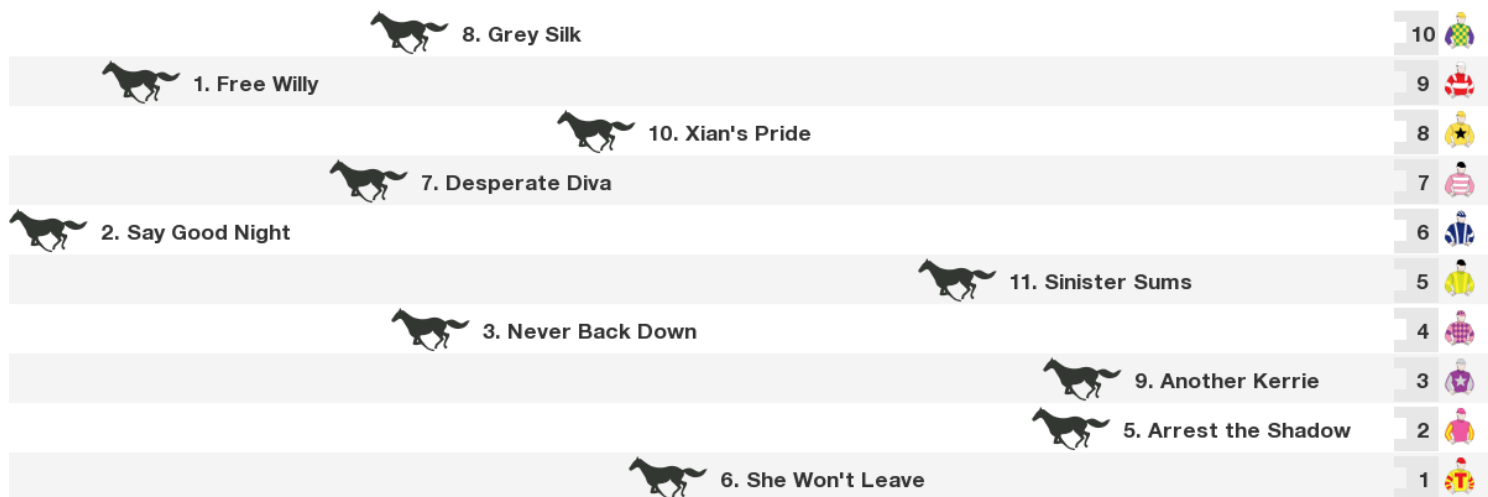 8. Grey Silk 10
1. Free Willy 9
10. Xian's Pride 8
7. Desperate Diva 7
2. Say Good Night 6
11. Sinister Sums 5
3. Never Back Down 4
9. Another Kerrie 3
5. Arrest the Shadow 2
6. She Won't Leave 1 T